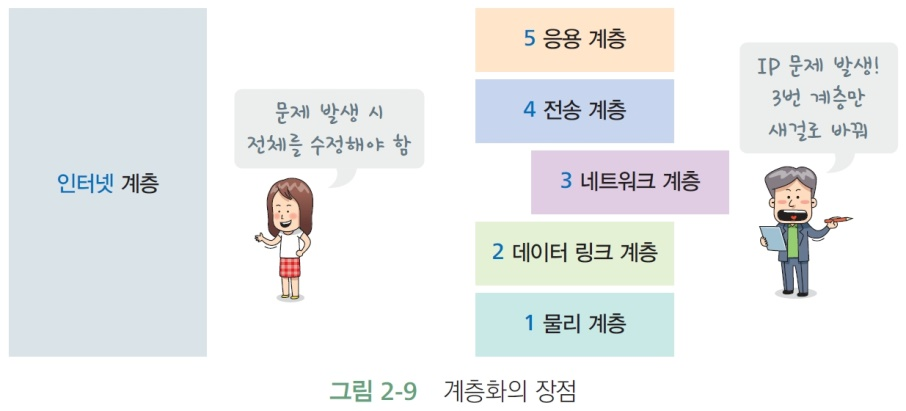 인터넷 계층
문제 발생 시
전체를 수정해야 함
5 응용 계층
4 전송 계층
3 네트워크 계층
2 데이터 링크 계층
1 물리 계층
IP 문제 발생!
3번 계층만
새걸로 바꿔
그림 2-9 계층화의 장점